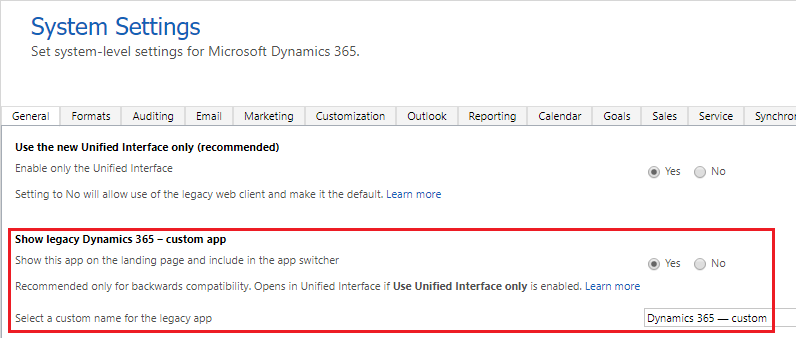 System Settings
Set system-level settings for Microsoft Dynamics 365.
General Formats Auditing Email Marketing Customization Outlook Reporting Calendar Goals Sales Service Synchro
Use the new Unified Interface only (recommended)
Enable only the Unified Interface Yes No
Setting to No will allow use of the legacy web client and make it the default. Learn more
Show legacy Dynamics 365 – custom app
Show this app on the landing page and include in the app switcher Yes No
Recommended only for backwards compatibility. Opens in Unified Interface if Use Unified Interface only is enabled. Learn more
Select a custom name for the legacy app Dynamics 365 — custom